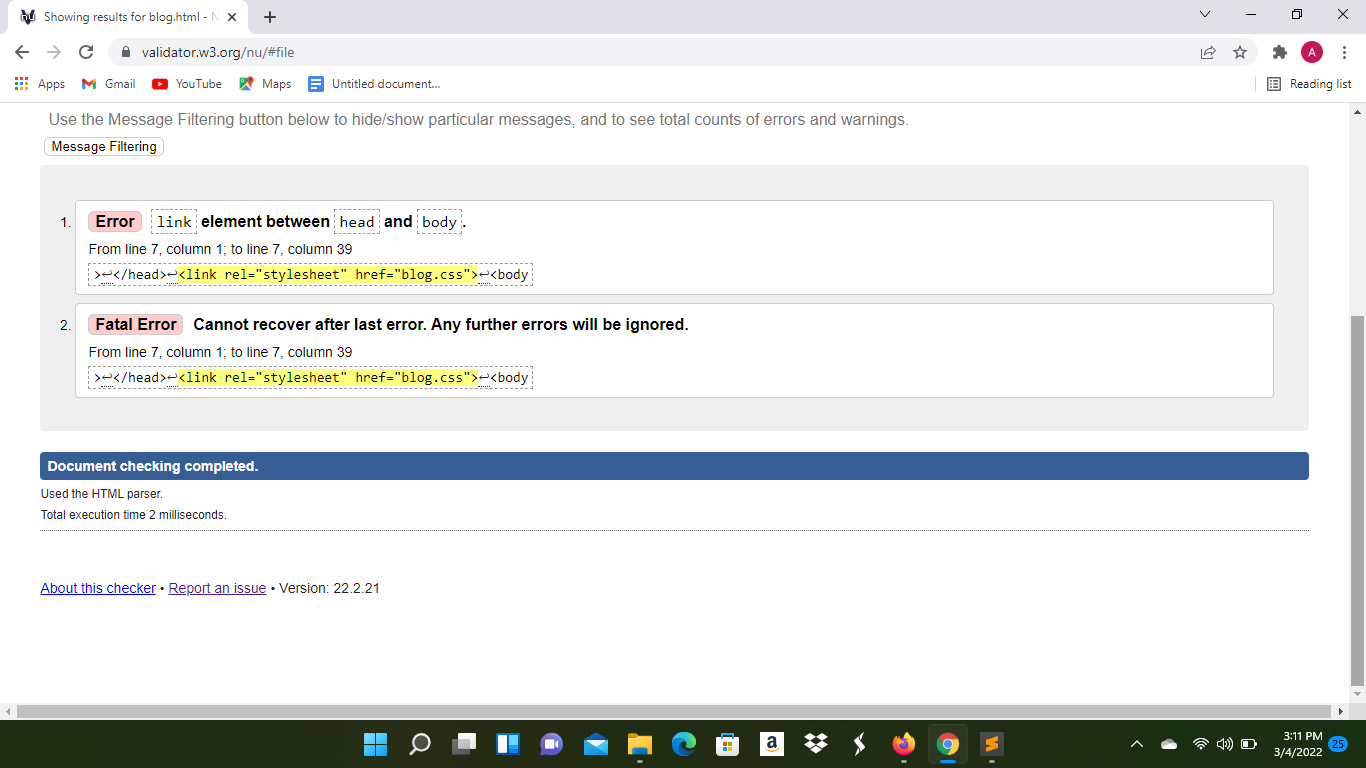 Showing results for blog.html - N
validator.w3.org/nu/#file
A
Apps Gmail YouTube Maps Untitled document... Reading list
Use the Message Filtering button below to hide/show particular messages, and to see total counts of errors and warnings.
Message Filtering
1. Error link element between head and body.
From line 7, column 1; to line 7, column 39
>↩</head>↩<link rel="stylesheet" href="blog.css">↩<body
2. Fatal Error Cannot recover after last error. Any further errors will be ignored.
From line 7, column 1; to line 7, column 39
>↩</head>↩<link rel="stylesheet" href="blog.css">↩<body
Document checking completed.
Used the HTML parser.
Total execution time 2 milliseconds.
About this checker • Report an issue • Version: 22.2.21
3:11 PM
3/4/2022
25